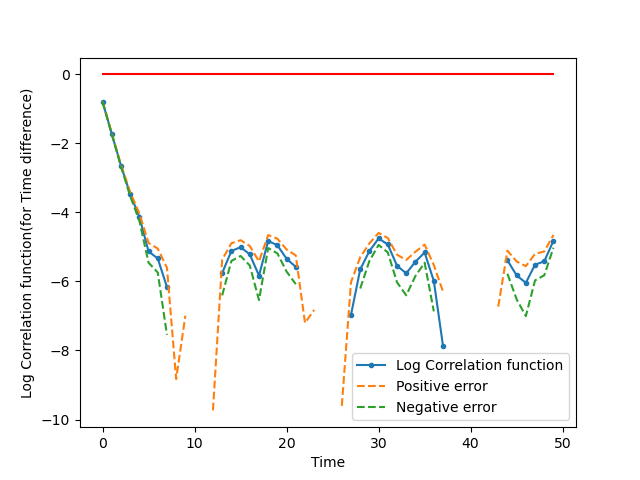 0
−2
−4
−6
−8
−10
Log Correlation function(for Time difference)
0
10
20
30
40
50
Time
Log Correlation function
Positive error
Negative error